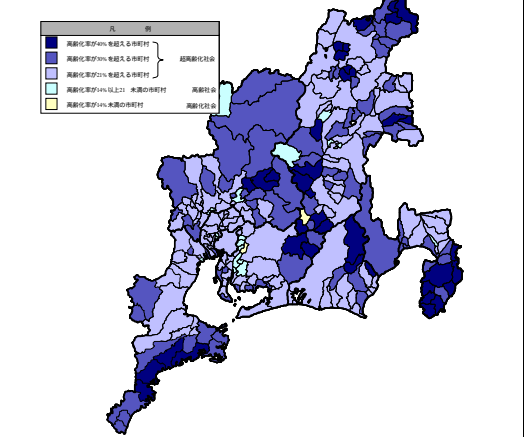 凡　例
高齢化率が40% を超える市町村
高齢化率が30% を超える市町村　超高齢化社会
高齢化率が21% を超える市町村
高齢化率が14% 以上21　未満の市町村　高齢社会
高齢化率が14% 未満の市町村　高齢化社会